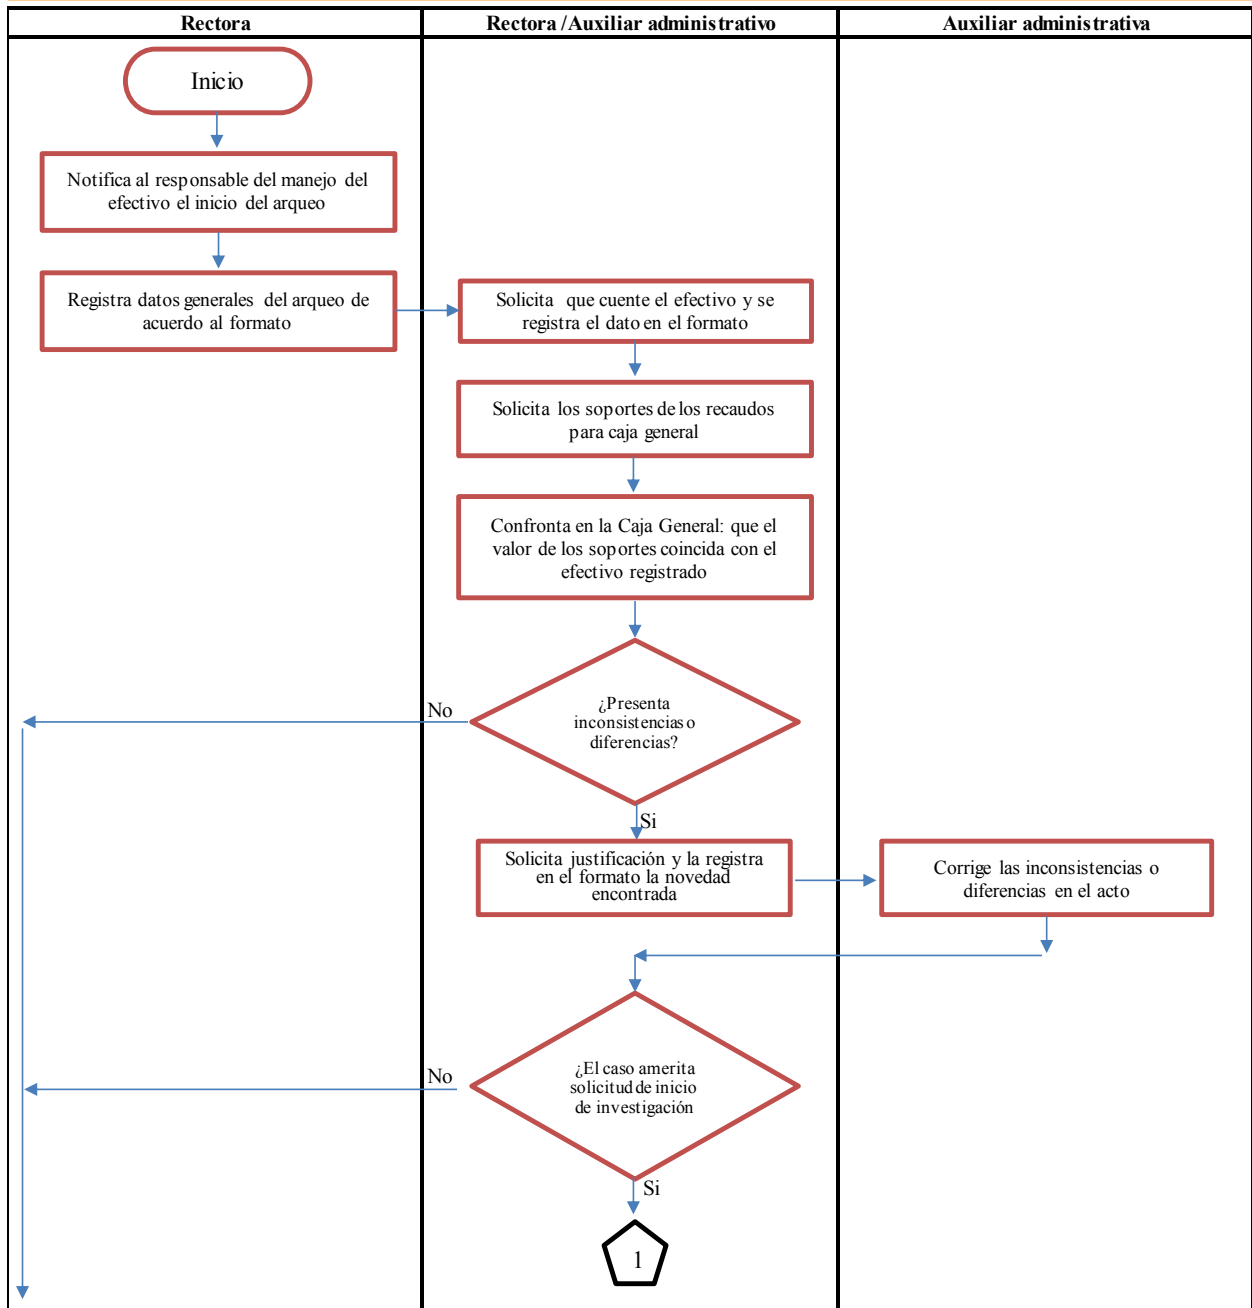 Rectora
Rectora / Auxiliar administrativo
Auxiliar administrativa
Inicio
Notifica al responsable del manejo del
efectivo el inicio del arqueo
Registra datos generales del arqueo de
acuerdo al formato
Solicita que cuente el efectivo y se
registra el dato en el formato
Solicita los soportes de los recaudos
para caja general
Confronta en la Caja General: que el
valor de los soportes coincida con el
efectivo registrado
¿Presenta
inconsistencias o
diferencias?
No
Si
Solicita justificación y la registra
en el formato la novedad
encontrada
Corrige las inconsistencias o
diferencias en el acto
¿El caso amerita
solicitud de inicio
de investigación
No
Si
1